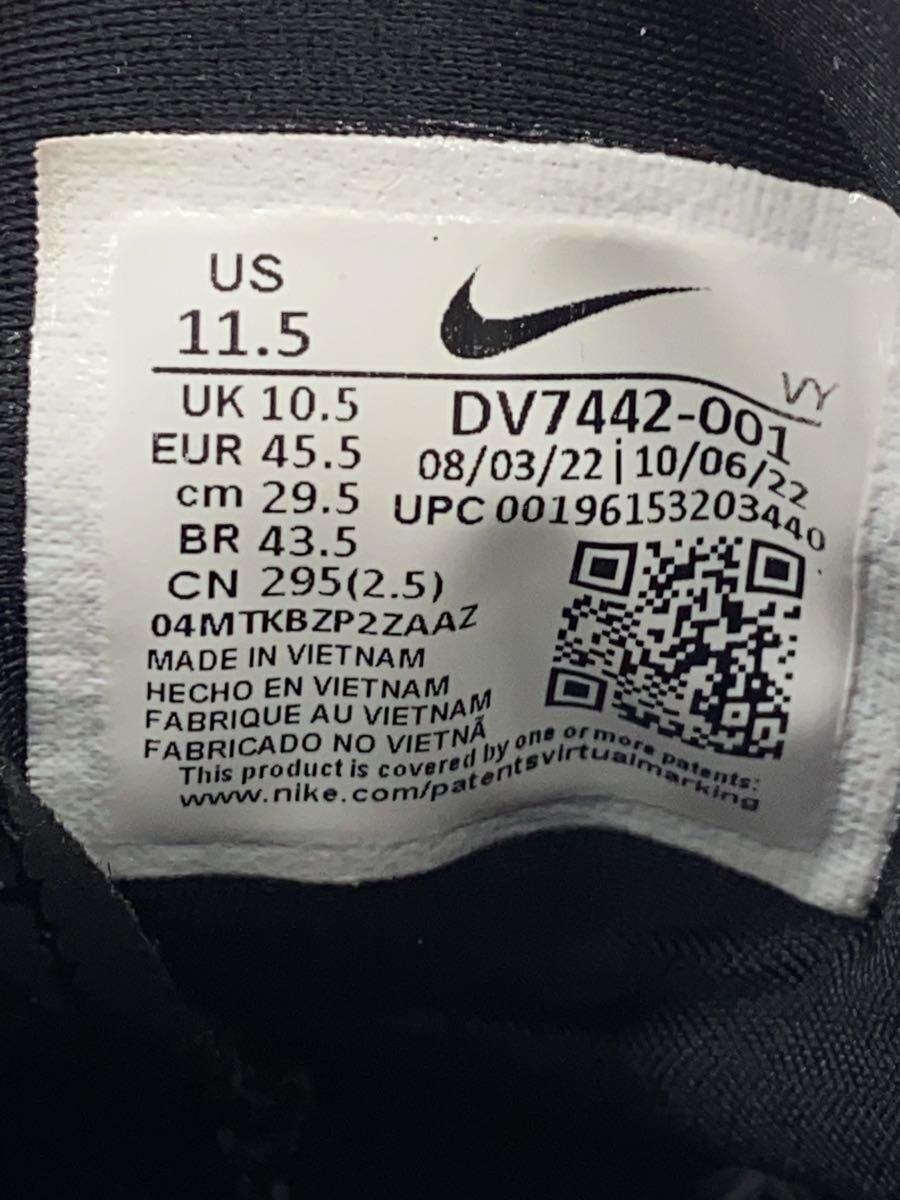 US
11.5
VY
UK 10.5
EUR 45.5
cm 29.5
BR 43.5
CN 295(2.5)
DV7442-001
08/03/22 | 10/06/22
UPC 00196153203440
04MTKBZP2ZAAZ
MADE IN VIETNAM
HECHO EN VIETNAM
FABRIQUE AU VIETNAM
FABRICADO NO VIETNÃ
This product is covered by one or more patents:
www.nike.com/patentsvirtualmarking